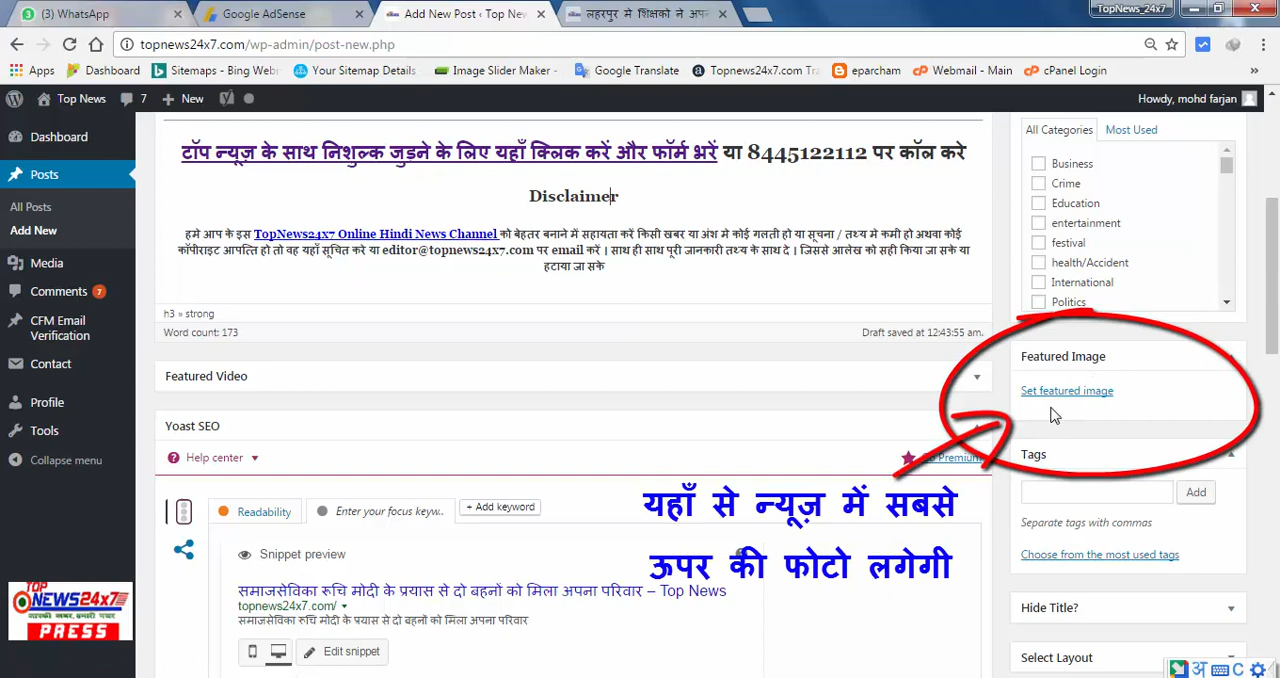 (3) WhatsApp
Google AdSense
Add New Post ‹ Top Ne
लहरपुर मे शिक्षकों ने अपन
TopNews_24x7
topnews24x7.com/wp-admin/post-new.php
Apps
Dashboard
Sitemaps - Bing Web
Your Sitemap Details
Image Slider Maker -
Google Translate
Topnews24x7.com Tra
eparcham
Webmail - Main
cPanel Login
»
Top News
7
New
Howdy, mohd farjan
Dashboard
Posts
All Posts
Add New
Media
Comments 7
CFM Email
Verification
Contact
Profile
Tools
Collapse menu
TOP
NEWS24x7
आपकी खबर, हमारी नजर
PRESS
टॉप न्यूज़ के साथ निशुल्क जुड़ने के लिए यहाँ क्लिक करें और फॉर्म भरें या 8445122112 पर कॉल करे
Disclaimer
हमे आप के इस TopNews24x7 Online Hindi News Channel को बेहतर बनाने में सहायता करें किसी खबर या अंश मे कोई गलती हो या सूचना / तथ्य मे कमी हो अथवा कोई
कॉपीराइट आपत्ति हो तो वह यहाँ सूचित करे या editor@topnews24x7.com पर email करें । साथ ही साथ पूरी जानकारी तथ्य के साथ दे । जिससे आलेख को सही किया जा सके या
हटाया जा सके
h3 » strong
Word count: 173
Draft saved at 12:43:55 am.
Featured Video
Yoast SEO
Help center
Premium
Readability
Enter your focus keyw..
+ Add keyword
Snippet preview
समाजसेविका रूचि मोदी के प्रयास से दो बहनों को मिला अपना परिवार – Top News
topnews24x7.com/
समाजसेविका रुचि मोदी के प्रयास से दो बहनों को मिला अपना परिवार
Edit snippet
यहाँ से न्यूज़ में सबसे
ऊपर की फोटो लगेगी
All Categories
Most Used
Business
Crime
Education
entertainment
festival
health/Accident
International
Politics
Featured Image
Set featured image
Tags
Add
Separate tags with commas
Choose from the most used tags
Hide Title?
Select Layout
अ